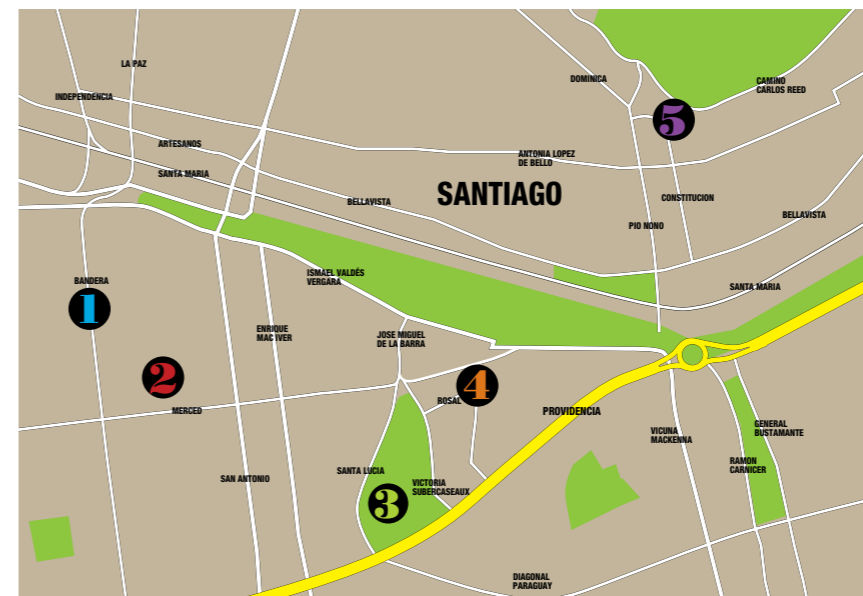 LA PAZ
DOMINICA
CAMINO
CARLOS REED
INDEPENDENCIA
5
ARTESANOS
ANTONIA LOPEZ
DE BELLO
SANTA MARIA
SANTIAGO
CONSTITUCION
BELLAVISTA
BELLAVISTA
PIO NONO
ISMAEL VALDÉS
VERGARA
BANDERA
SANTA MARIA
1
ENRIQUE
MAC IVER
JOSE MIGUEL
DE LA BARRA
2
4
ROSAL
MERCED
PROVIDENCIA
GENERAL
BUSTAMANTE
VICUNA
MACKENNA
RAMON
CARNICER
SANTA LUCIA
SAN ANTONIO
VICTORIA
SUBERCASEAUX
3
DIAGONAL
PARAGUAY